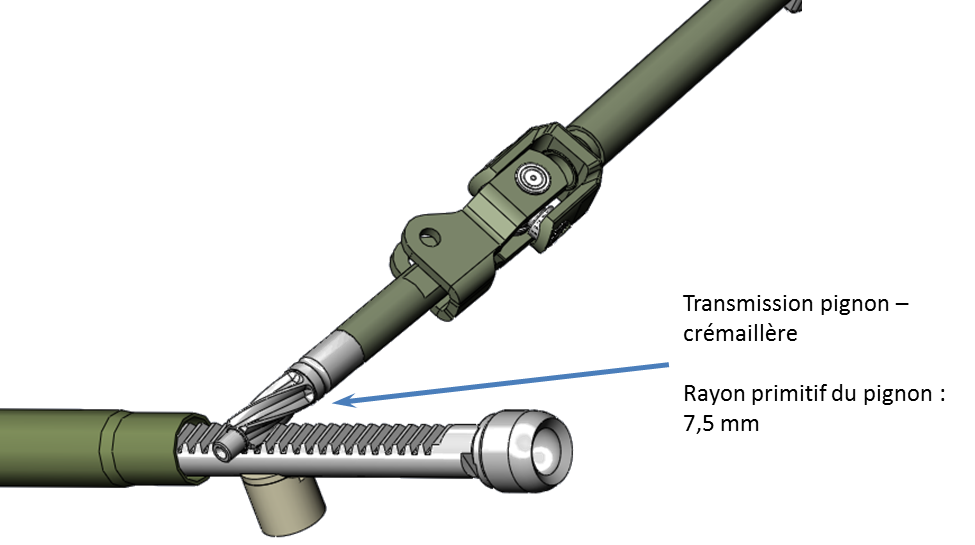 Transmission pignon –
crémaillère
Rayon primitif du pignon :
7,5 mm